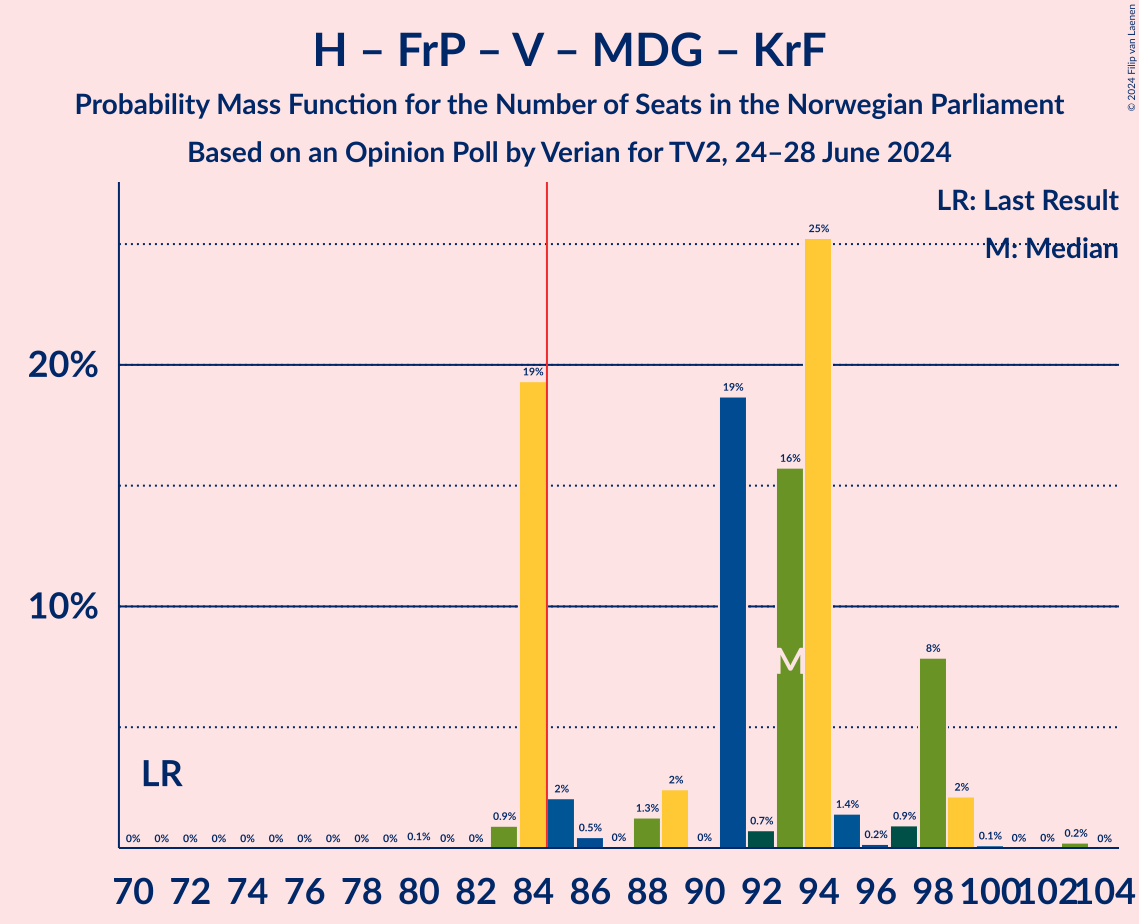 H – FrP – V – MDG – KrF
Probability Mass Function for the Number of Seats in the Norwegian Parliament
Based on an Opinion Poll by Verian for TV2, 24–28 June 2024
© 2024 Filip van Laenen
LR: Last Result
M: Median
20%
10%
LR
M
0% 0% 0% 0% 0% 0% 0% 0% 0% 0% 0.1% 0% 0% 0.9% 19% 2% 0.5% 0% 1.3% 2% 0% 19% 0.7% 16% 25% 1.4% 0.2% 0.9% 8% 2% 0.1% 0% 0% 0.2% 0%
70 72 74 76 78 80 82 84 86 88 90 92 94 96 98 100 102 104